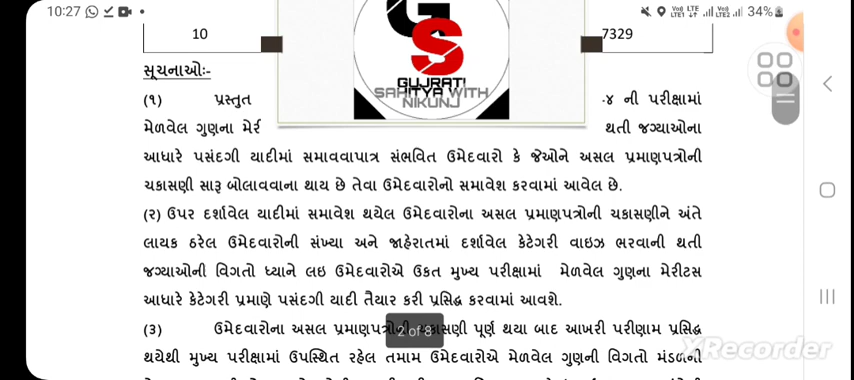 10:27 34%
10 7329
GS
GUJRATI
SAHITYA WITH
NIKUNJ
સૂચનાઓ:-
(૧) પ્રસ્તુત -૪ ની પરીક્ષામાં
મેળવેલ ગુણના થતી જગ્યાઓના
આધારે પસંદગી યાદીમાં સમાવવાપાત્ર સંભવિત ઉમેદવારો કે જેઓને અસલ પ્રમાણપત્રોની
ચકાસણી સારૂ બોલાવવાના થાય છે તેવા ઉમેદવારોનો સમાવેશ કરવામાં આવેલ છે.
(૨) ઉપર દર્શાવેલ યાદીમાં સમાવેશ થયેલ ઉમેદવારોના અસલ પ્રમાણપત્રોની ચકાસણીને અંતે
લાયક ઠરેલ ઉમેદવારોની સંખ્યા અને જાહેરાતમાં દર્શાવેલ કેટેગરી વાઇઝ ભરવાની થતી
જગ્યાઓની વિગતો ધ્યાને લઇ ઉમેદવારોએ ઉકત મુખ્ય પરીક્ષામાં મેળવેલ ગુણના મેરીટસ
આધારે કેટેગરી પ્રમાણે પસંદગી યાદી તૈયાર કરી પ્રસિદ્ધ કરવામાં આવશે.
(૩) ઉમેદવારોના અસલ પ્રમાણપત્રોની ચકાસણી પૂર્ણ થયા બાદ આખરી પરીણામ પ્રસિદ્ધ
2 of 8
થયેથી મુખ્ય પરીક્ષામાં ઉપસ્થિત રહેલ તમામ ઉમેદવારોએ મેળવેલ ગુણની વિગતો મંડળની
XRecorder